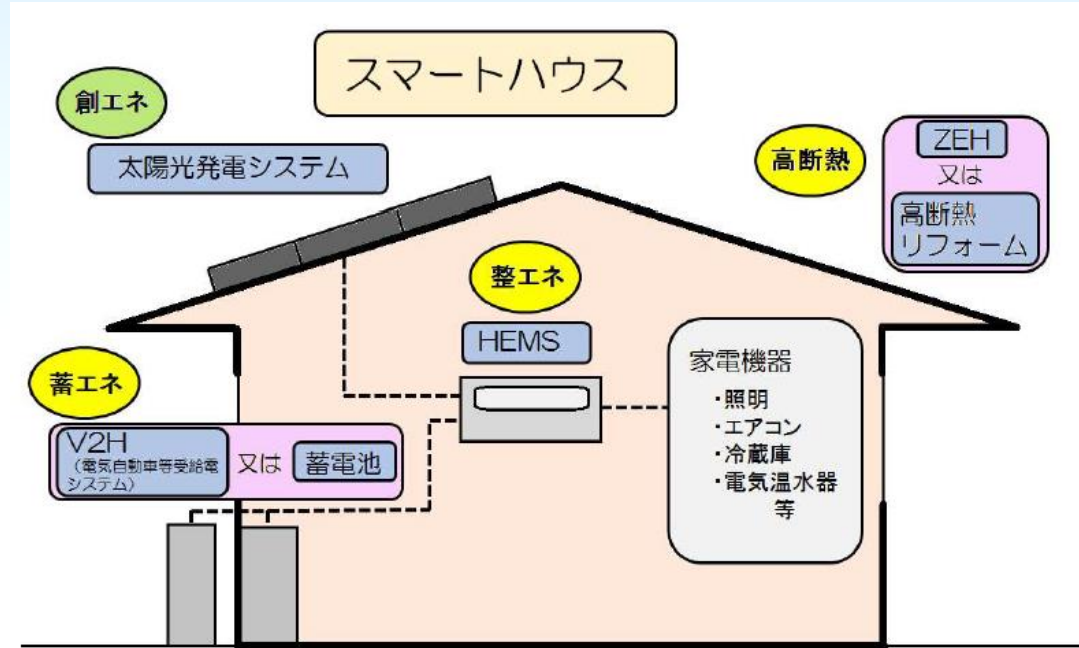 スマートハウス
創エネ
太陽光発電システム
高断熱
ZEH
又は
高断熱
リフォーム
整エネ
HEMS
家電機器
・照明
・エアコン
・冷蔵庫
・電気温水器
等
蓄エネ
V2H
（電気自動車等受給電
システム）
又は
蓄電池